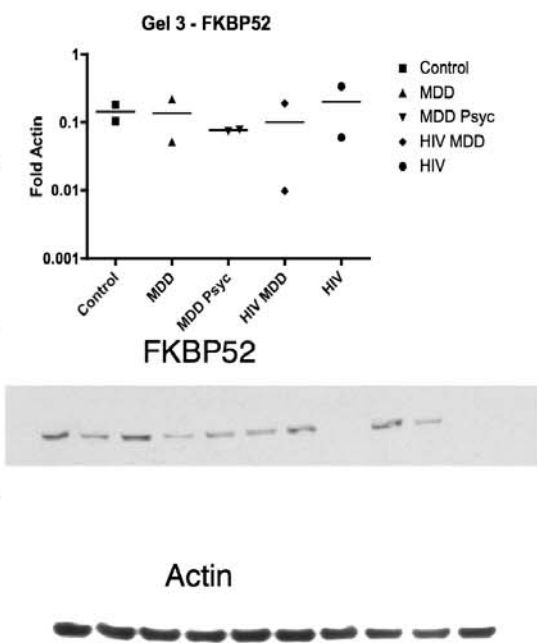 Gel 3 - FKBP52
Fold Actin
1
0.1
0.01
0.001
Control
MDD
MDD Psyc
HIV MDD
HIV
Control
MDD
MDD Psyc
HIV MDD
HIV
FKBP52
Actin